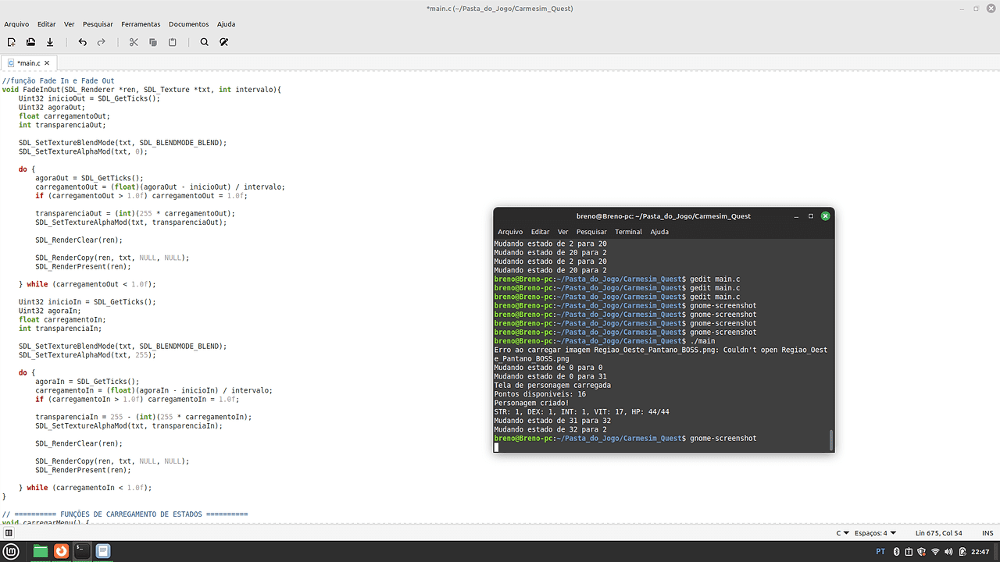 *main.c (~/Pasta_do_Jogo/Carmesim_Quest)
Arquivo Editar Ver Pesquisar Ferramentas Documentos Ajuda
*main.c
//função Fade In e Fade Out
void FadeInOut(SDL_Renderer *ren, SDL_Texture *txt, int intervalo){
    Uint32 inicioOut = SDL_GetTicks();
    Uint32 agoraOut;
    float carregamentoOut;
    int transparenciaOut;
    SDL_SetTextureBlendMode(txt, SDL_BLENDMODE_BLEND);
    SDL_SetTextureAlphaMod(txt, 0);
    do {
        agoraOut = SDL_GetTicks();
        carregamentoOut = (float)(agoraOut - inicioOut) / intervalo;
        if (carregamentoOut > 1.0f) carregamentoOut = 1.0f;
        transparenciaOut = (int)(255 * carregamentoOut);
        SDL_SetTextureAlphaMod(txt, transparenciaOut);
        SDL_RenderClear(ren);
        SDL_RenderCopy(ren, txt, NULL, NULL);
        SDL_RenderPresent(ren);
    } while (carregamentoOut < 1.0f);
    Uint32 inicioIn = SDL_GetTicks();
    Uint32 agoraIn;
    float carregamentoIn;
    int transparenciaIn;
    SDL_SetTextureBlendMode(txt, SDL_BLENDMODE_BLEND);
    SDL_SetTextureAlphaMod(txt, 255);
    do {
        agoraIn = SDL_GetTicks();
        carregamentoIn = (float)(agoraIn - inicioIn) / intervalo;
        if (carregamentoIn > 1.0f) carregamentoIn = 1.0f;
        transparenciaIn = 255 - (int)(255 * carregamentoIn);
        SDL_SetTextureAlphaMod(txt, transparenciaIn);
        SDL_RenderClear(ren);
        SDL_RenderCopy(ren, txt, NULL, NULL);
        SDL_RenderPresent(ren);
    } while (carregamentoIn < 1.0f);
}
// ========== FUNÇÕES DE CARREGAMENTO DE ESTADOS ==========
void carregarMenu() {
breno@Breno-pc: ~/Pasta_do_Jogo/Carmesim_Quest
Arquivo Editar Ver Pesquisar Terminal Ajuda
Mudando estado de 2 para 20
Mudando estado de 20 para 2
Mudando estado de 2 para 20
Mudando estado de 20 para 2
breno@Breno-pc:~/Pasta_do_Jogo/Carmesim_Quest$ gedit main.c
breno@Breno-pc:~/Pasta_do_Jogo/Carmesim_Quest$ gedit main.c
breno@Breno-pc:~/Pasta_do_Jogo/Carmesim_Quest$ gedit main.c
breno@Breno-pc:~/Pasta_do_Jogo/Carmesim_Quest$ gnome-screenshot
breno@Breno-pc:~/Pasta_do_Jogo/Carmesim_Quest$ gnome-screenshot
breno@Breno-pc:~/Pasta_do_Jogo/Carmesim_Quest$ gnome-screenshot
breno@Breno-pc:~/Pasta_do_Jogo/Carmesim_Quest$ gnome-screenshot
breno@Breno-pc:~/Pasta_do_Jogo/Carmesim_Quest$ ./main
Erro ao carregar imagem Regiao_Oeste_Pantano_BOSS.png: Couldn't open Regiao_Oest
e_Pantano_BOSS.png
Mudando estado de 0 para 0
Mudando estado de 0 para 31
Tela de personagem carregada
Pontos disponiveis: 16
Personagem criado!
STR: 1, DEX: 1, INT: 1, VIT: 17, HP: 44/44
Mudando estado de 31 para 32
Mudando estado de 32 para 2
breno@Breno-pc:~/Pasta_do_Jogo/Carmesim_Quest$ gnome-screenshot
C Espaços: 4 Lin 675, Col 54 INS
PT 22:47